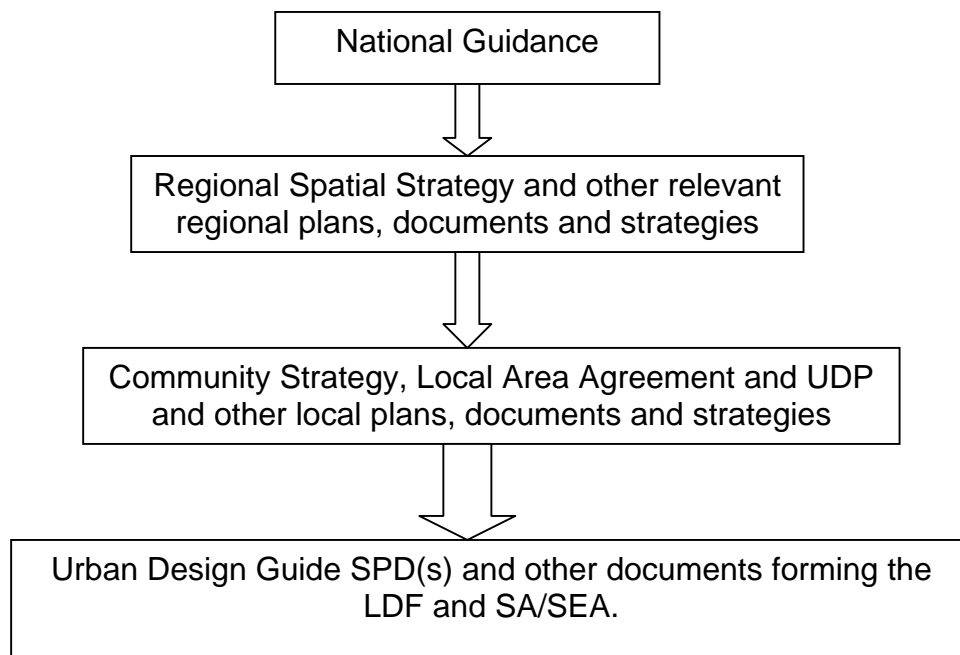 National Guidance
Regional Spatial Strategy and other relevant
regional plans, documents and strategies
Community Strategy, Local Area Agreement and UDP
and other local plans, documents and strategies
Urban Design Guide SPD(s) and other documents forming the
LDF and SA/SEA.